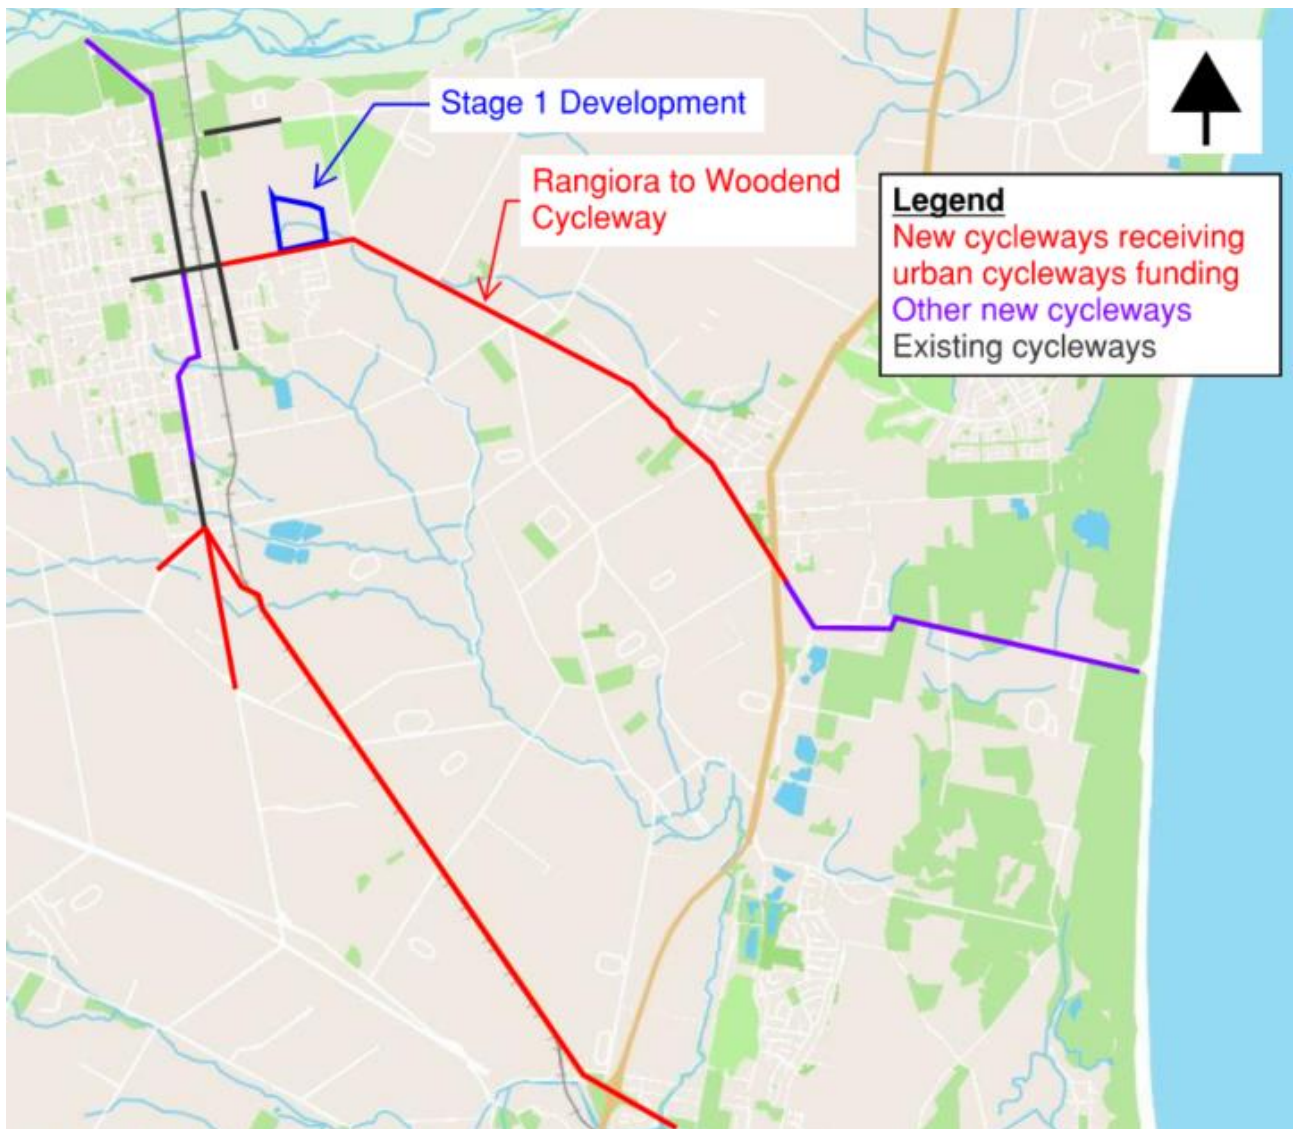 Stage 1 Development
Rangiora to Woodend
Cycleway
Legend
New cycleways receiving
urban cycleways funding
Other new cycleways
Existing cycleways